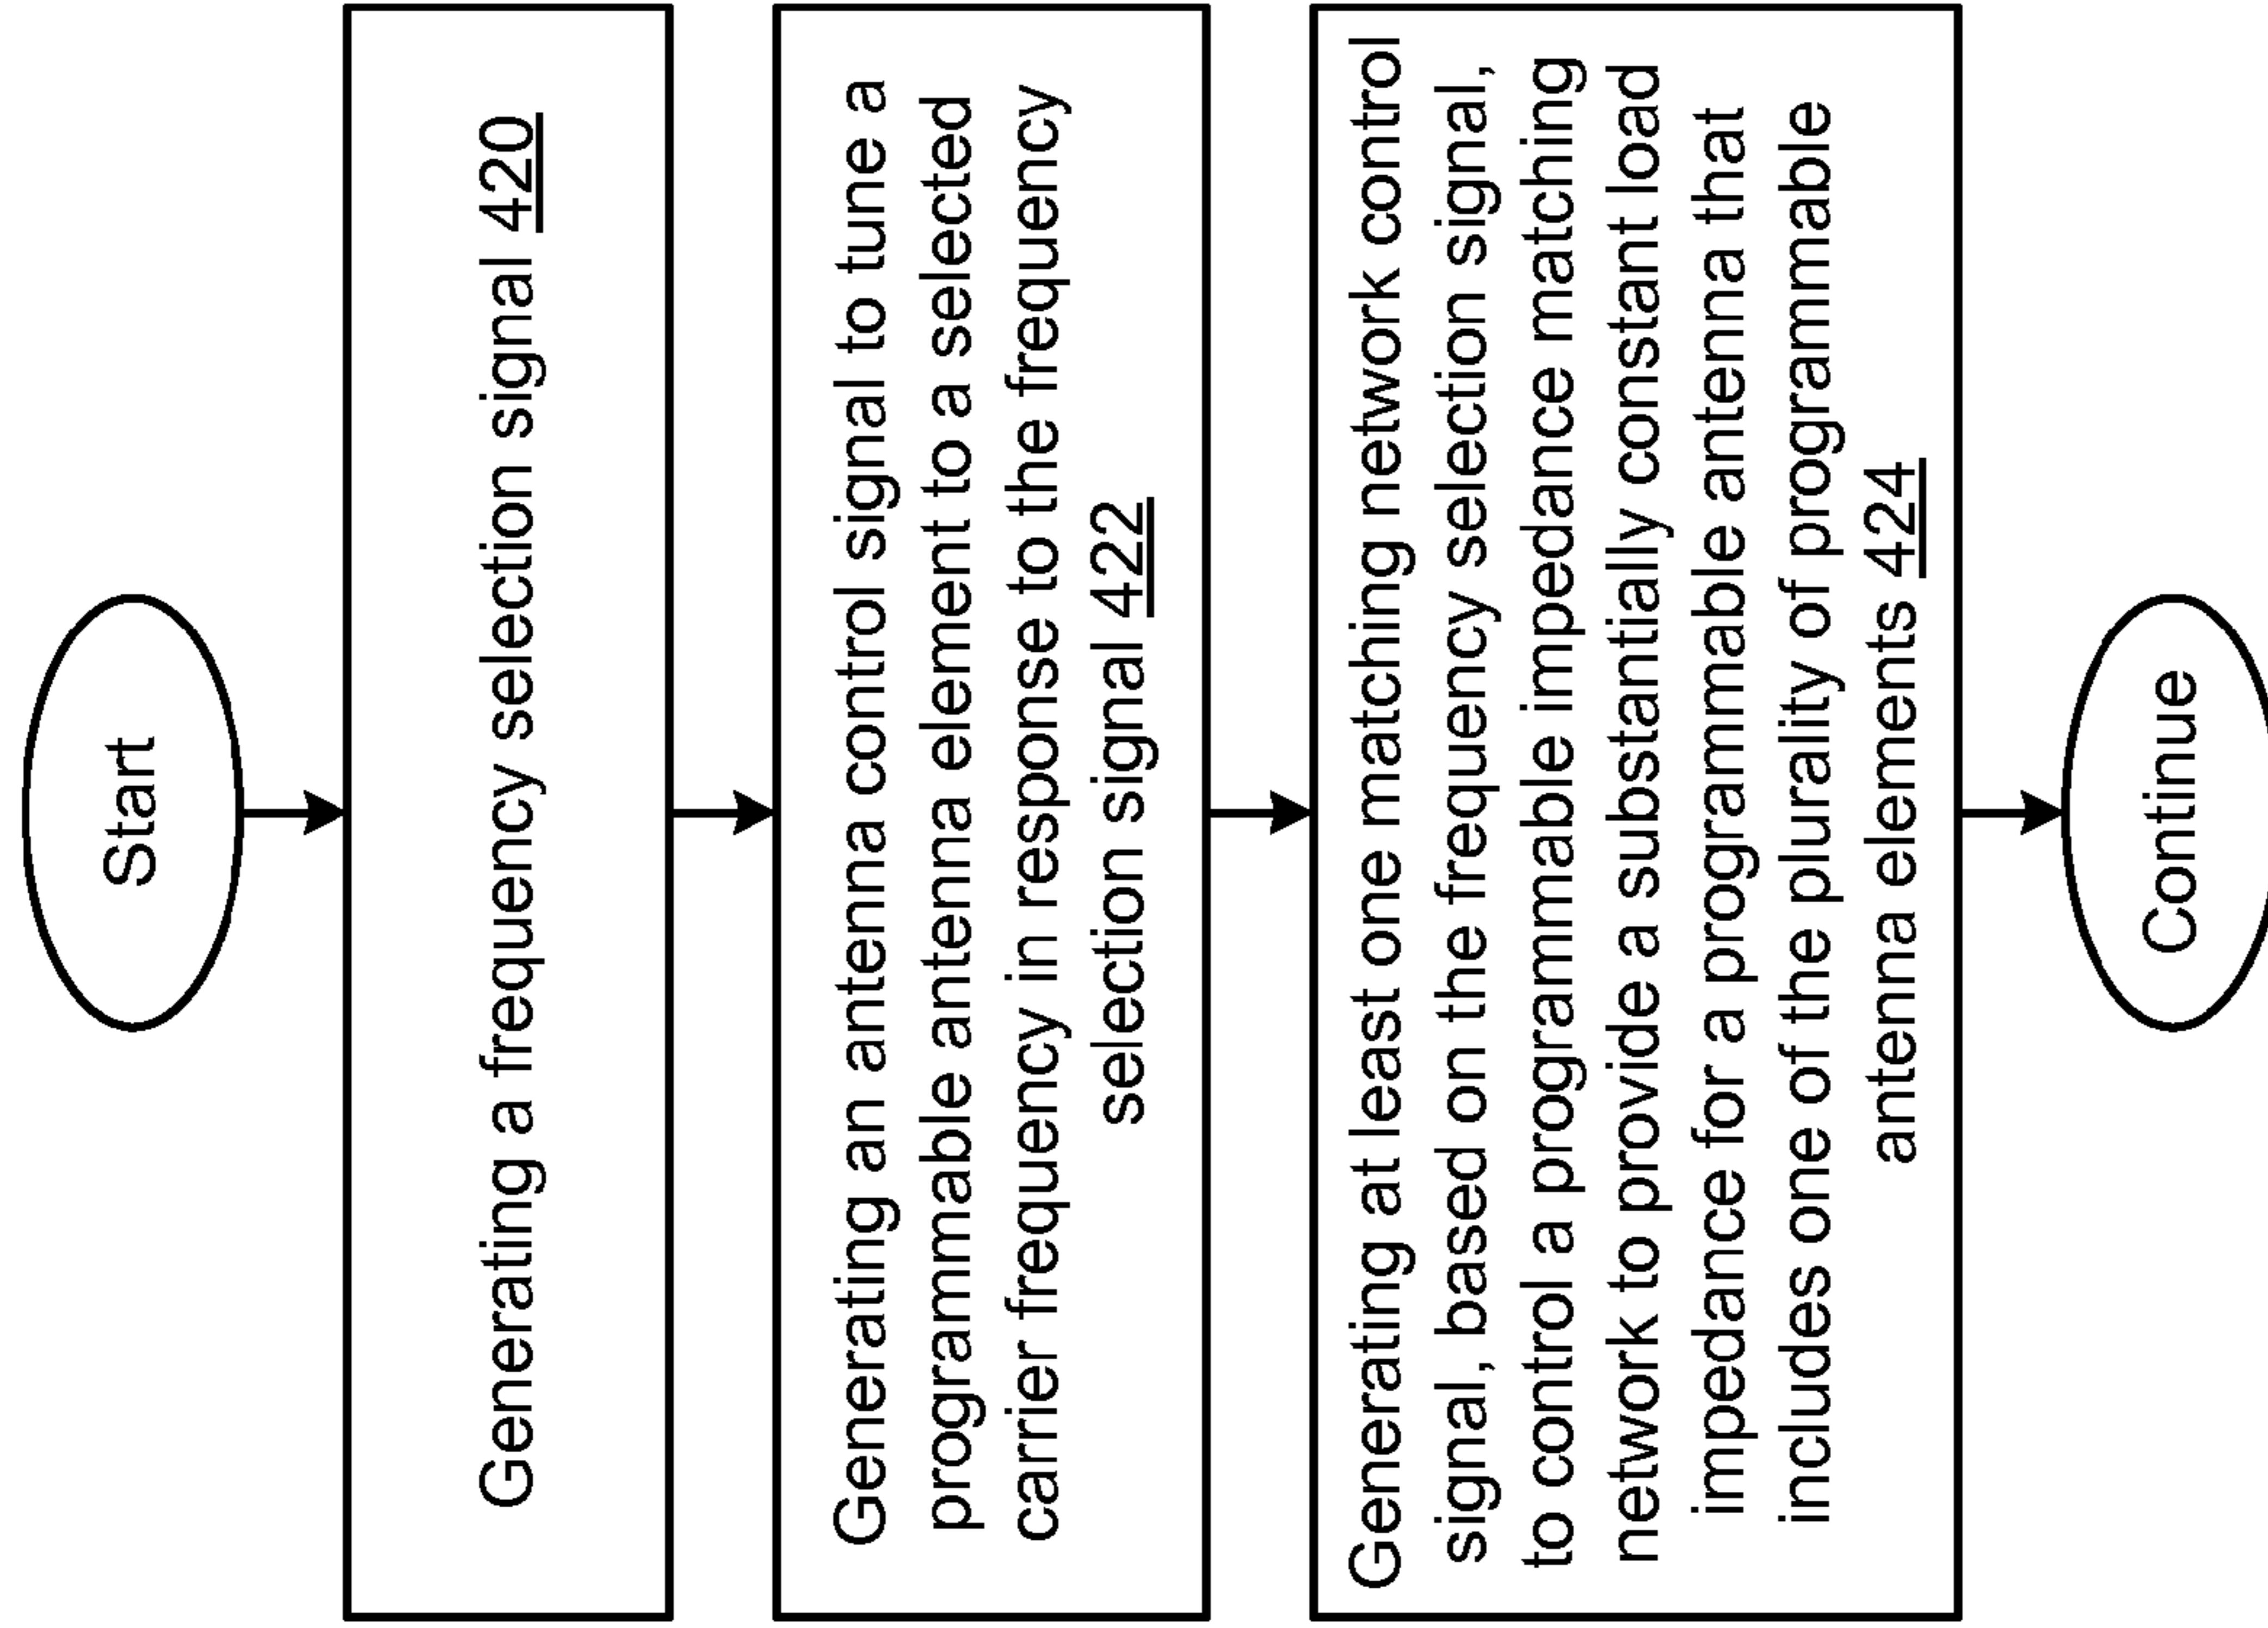 Start
Generating a frequency selection signal 420
Generating an antenna control signal to tune a
programmable antenna element to a selected
carrier frequency in response to the frequency
selection signal 422
Generating at least one matching network control
signal, based on the frequency selection signal,
to control a programmable impedance matching
network to provide a substantially constant load
impedance for a programmable antenna that
includes one of the plurality of programmable
antenna elements 424
Continue